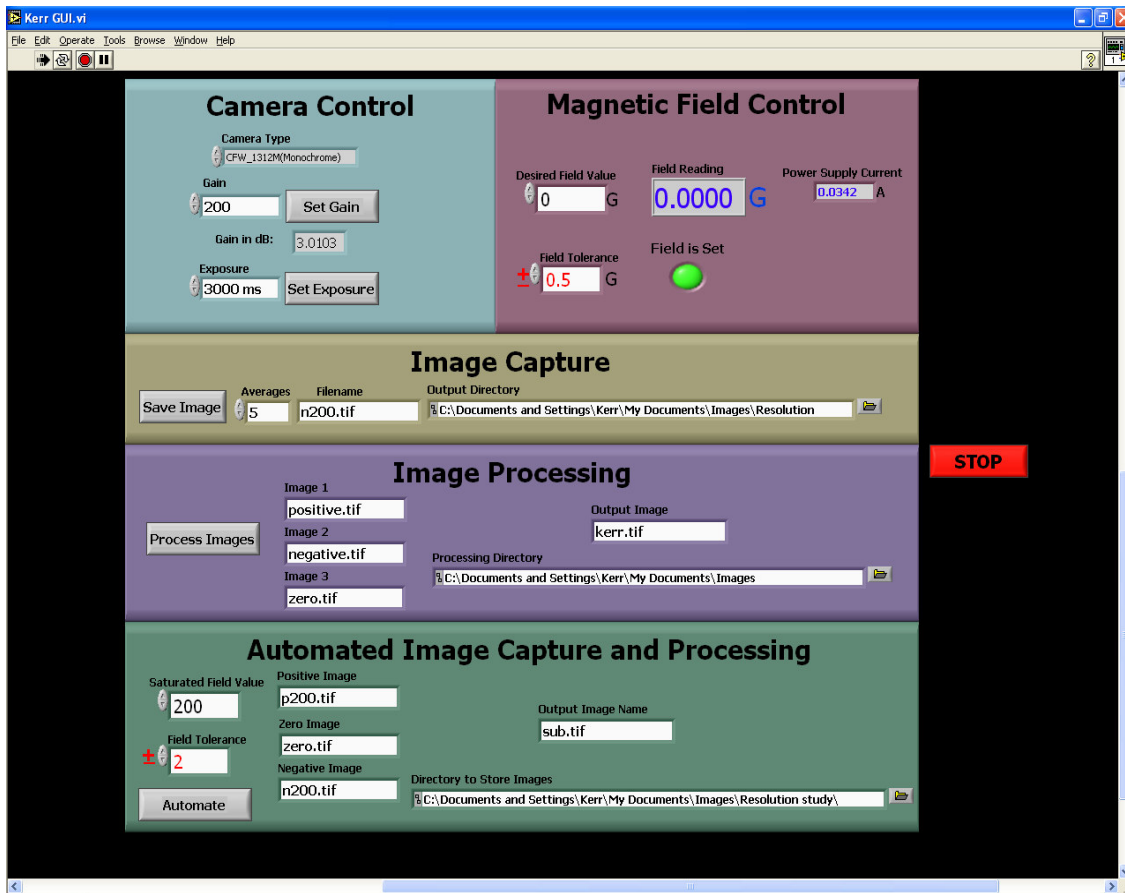 Kerr GUI.vi
File Edit Operate Tools Browse Window Help
1
Camera Control
Camera Type
CFW_1312M(Monochrome)
Gain
200
Set Gain
Gain in dB:
3.0103
Exposure
3000 ms
Set Exposure
Magnetic Field Control
Desired Field Value
0 G
Field Reading
0.0000 G
Power Supply Current
0.0342 A
Field Tolerance
± 0.5 G
Field is Set
Image Capture
Save Image
Averages
5
Filename
n200.tif
Output Directory
C:\Documents and Settings\Kerr\My Documents\Images\Resolution
STOP
Image Processing
Process Images
Image 1
positive.tif
Image 2
negative.tif
Image 3
zero.tif
Output Image
kerr.tif
Processing Directory
C:\Documents and Settings\Kerr\My Documents\Images
Automated Image Capture and Processing
Saturated Field Value
200
Field Tolerance
± 2
Automate
Positive Image
p200.tif
Zero Image
zero.tif
Negative Image
n200.tif
Output Image Name
sub.tif
Directory to Store Images
C:\Documents and Settings\Kerr\My Documents\Images\Resolution study\